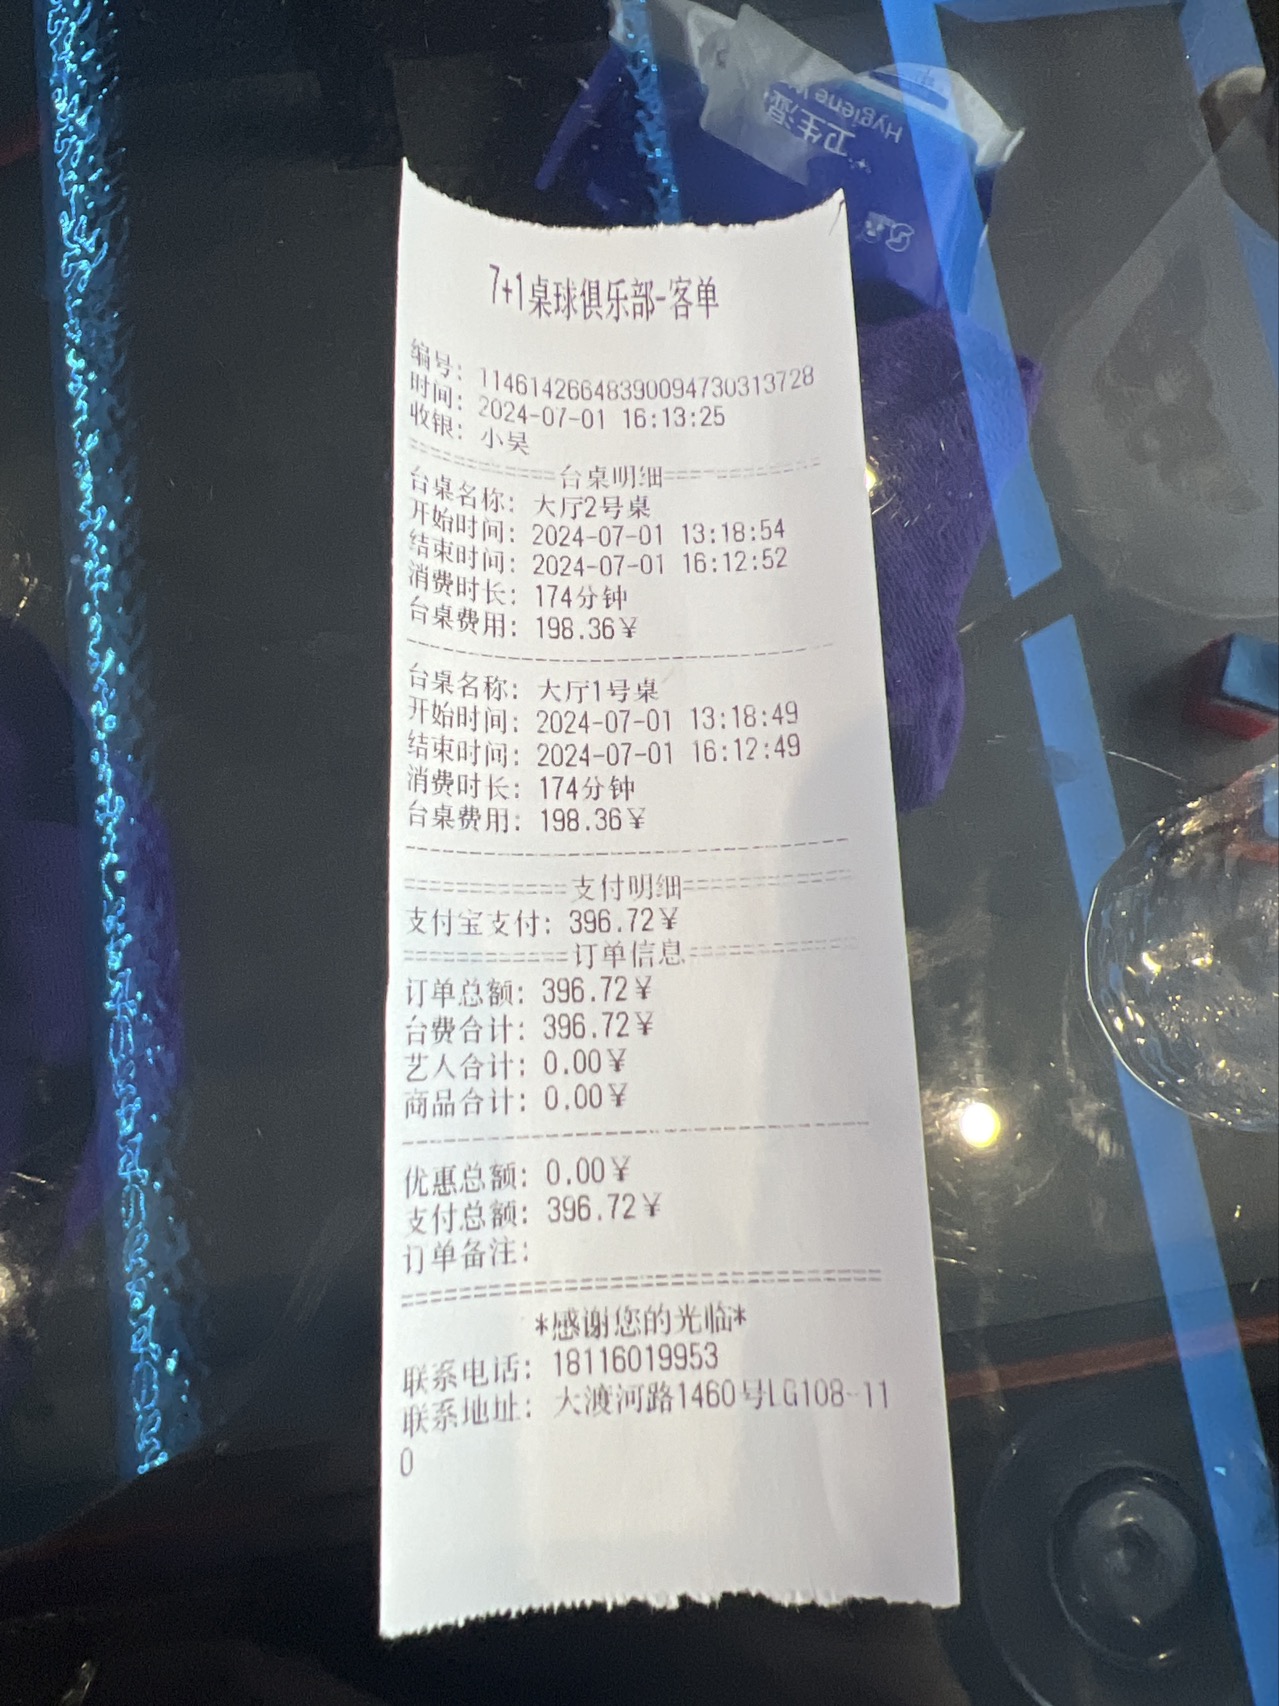 卫生湿
Hygiene W
7+1桌球俱乐部-客单
编号: 11461426648390094730313728
时间: 2024-07-01 16:13:25
收银: 小吴
===========台桌明细===========
台桌名称: 大厅2号桌
开始时间: 2024-07-01 13:18:54
结束时间: 2024-07-01 16:12:52
消费时长: 174分钟
台桌费用: 198.36¥
台桌名称: 大厅1号桌
开始时间: 2024-07-01 13:18:49
结束时间: 2024-07-01 16:12:49
消费时长: 174分钟
台桌费用: 198.36¥
===========支付明细===========
支付宝支付: 396.72¥
===========订单信息===========
订单总额: 396.72¥
台费合计: 396.72¥
艺人合计: 0.00¥
商品合计: 0.00¥
优惠总额: 0.00¥
支付总额: 396.72¥
订单备注:
*感谢您的光临*
联系电话: 18116019953
联系地址: 大渡河路1460号LG108-11
0